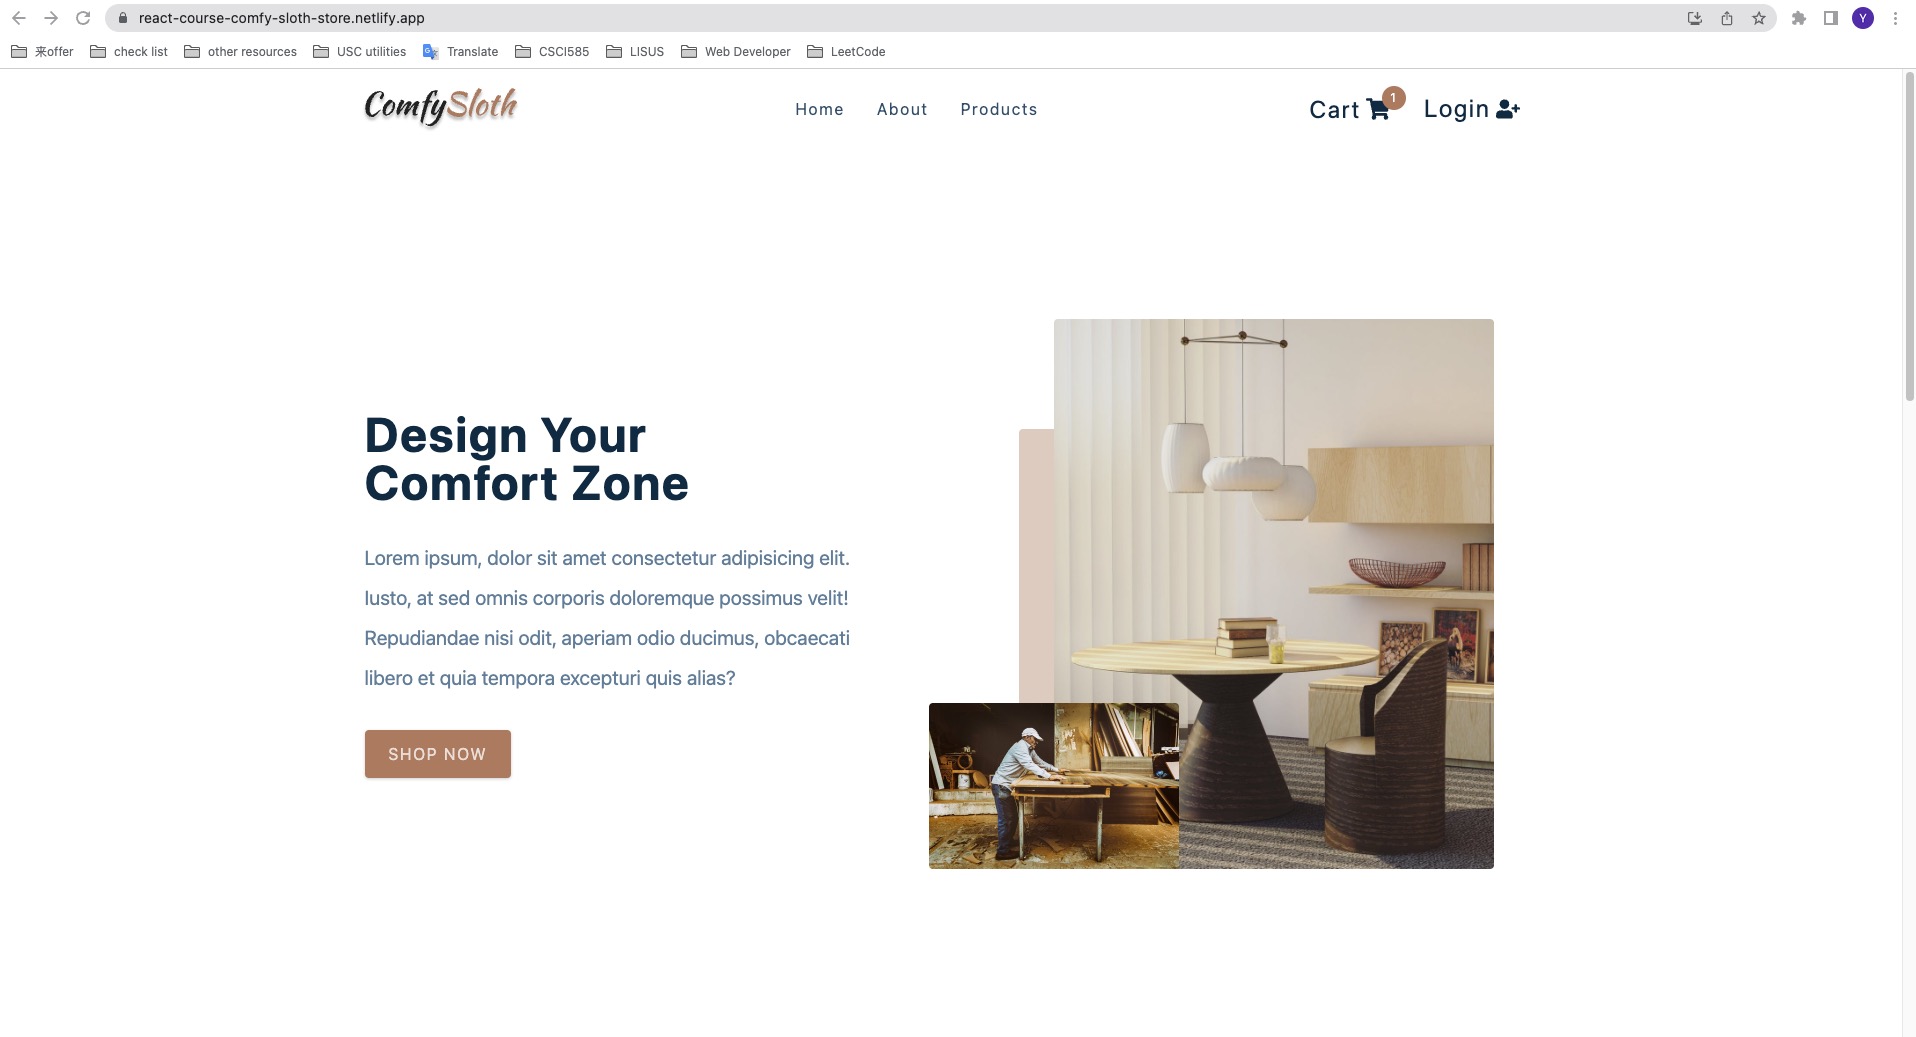 react-course-comfy-sloth-store.netlify.app
Y
来offer
check list
other resources
USC utilities
Translate
CSCI585
LISUS
Web Developer
LeetCode
ComfySloth
Home
About
Products
Cart
1
Login
Design Your
Comfort Zone
Lorem ipsum, dolor sit amet consectetur adipisicing elit.
Iusto, at sed omnis corporis doloremque possimus velit!
Repudiandae nisi odit, aperiam odio ducimus, obcaecati
libero et quia tempora excepturi quis alias?
SHOP NOW